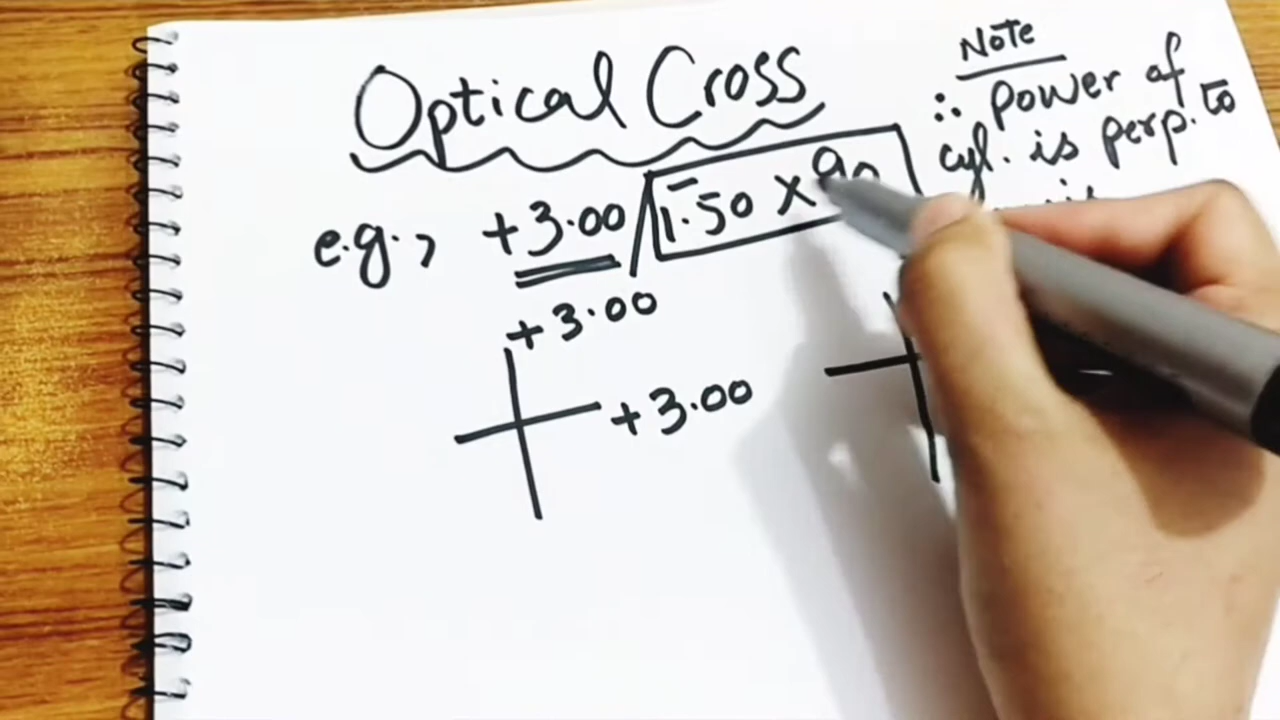 Optical Cross
Note
∴ Power of
cyl. is perp. to
e.g., +3.00 / -1.50 x 90
+3.00
+3.00